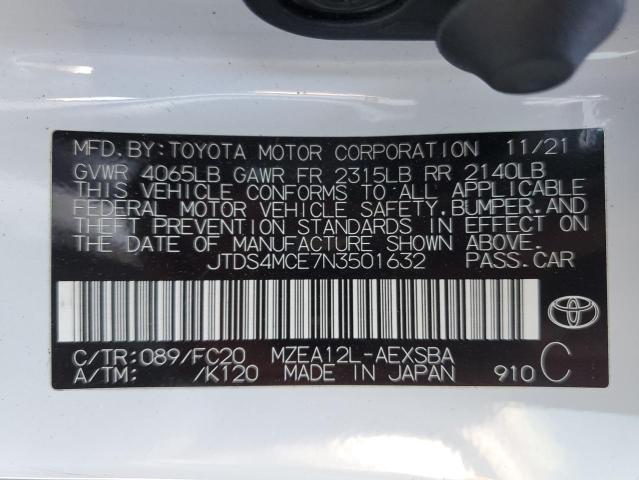 MFD. BY: TOYOTA MOTOR CORPORATION 11/21
GVWR 4065LB GAWR FR 2315LB RR 2140LB
THIS VEHICLE CONFORMS TO ALL APPLICABLE
FEDERAL MOTOR VEHICLE SAFETY, BUMPER, AND
THEFT PREVENTION STANDARDS IN EFFECT ON
THE DATE OF MANUFACTURE SHOWN ABOVE.
JTDS4MCE7N3501632
C/TR: 089/FC20 MZEA12L-AEXSBA
A/TM: /K120 MADE IN JAPAN 910 C